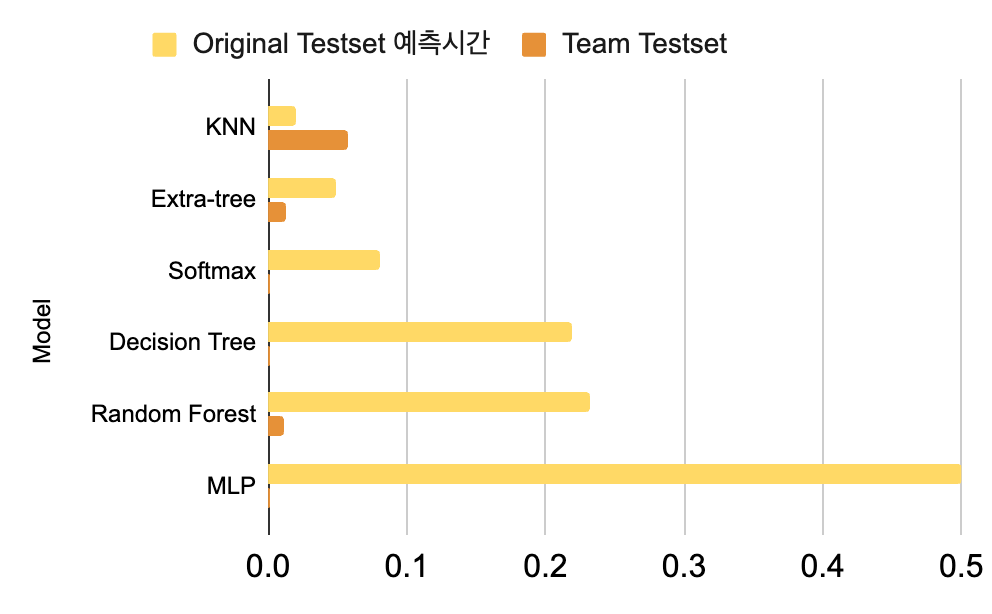 Original Testset 예측시간
Team Testset
Model
KNN
Extra-tree
Softmax
Decision Tree
Random Forest
MLP
0.0 0.1 0.2 0.3 0.4 0.5